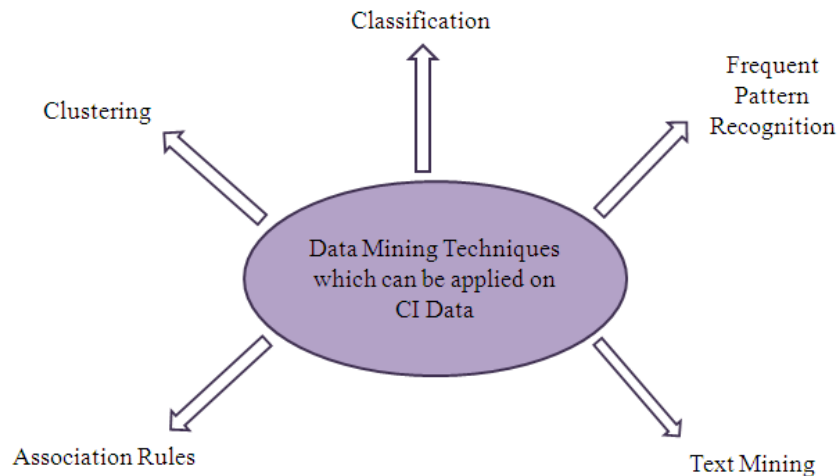 Classification
Frequent
Pattern
Recognition
Clustering
Data Mining Techniques
which can be applied on
CI Data
Association Rules
Text Mining